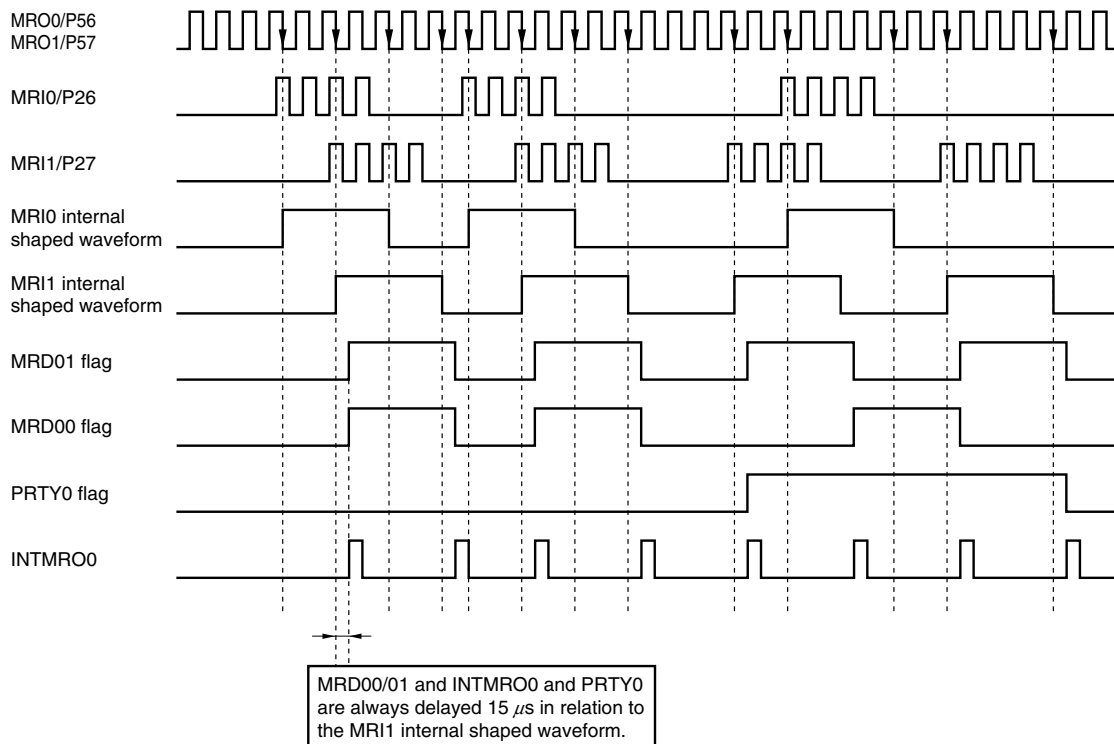 MRO0/P56
MRO1/P57
MRI0/P26
MRI1/P27
MRI0 internal
shaped waveform
MRI1 internal
shaped waveform
MRD01 flag
MRD00 flag
PRTY0 flag
INTMRO0
MRD00/01 and INTMRO0 and PRTY0
are always delayed 15 μs in relation to
the MRI1 internal shaped waveform.